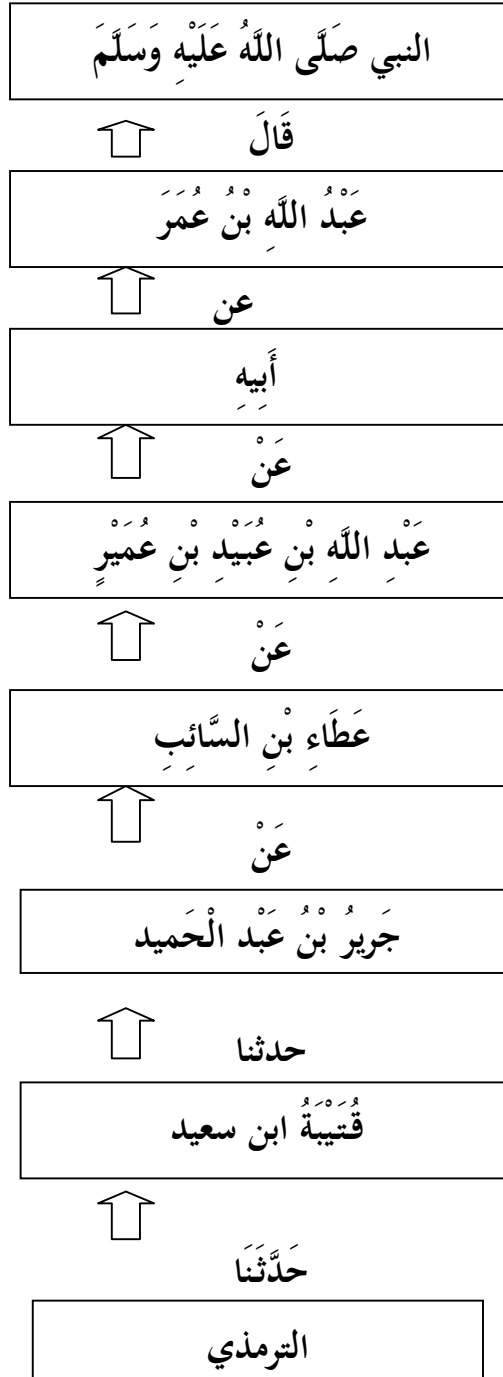 النبي صَلَّى اللَّهُ عَلَيْهِ وَسَلَّمَ
قَالَ
عَبْدُ اللَّهِ بْنُ عُمَرَ
عن
أَبِيهِ
عَنْ
عَبْدِ اللَّهِ بْنِ عُبَيْدِ بْنِ عُمَيْرٍ
عَنْ
عَطَاءِ بْنِ السَّائِبِ
عَنْ
جَرِيرُ بْنُ عَبْد الْحَميد
حدثنا
قُتَيْبَةُ ابن سعيد
حَدَّثَنَا
الترمذي